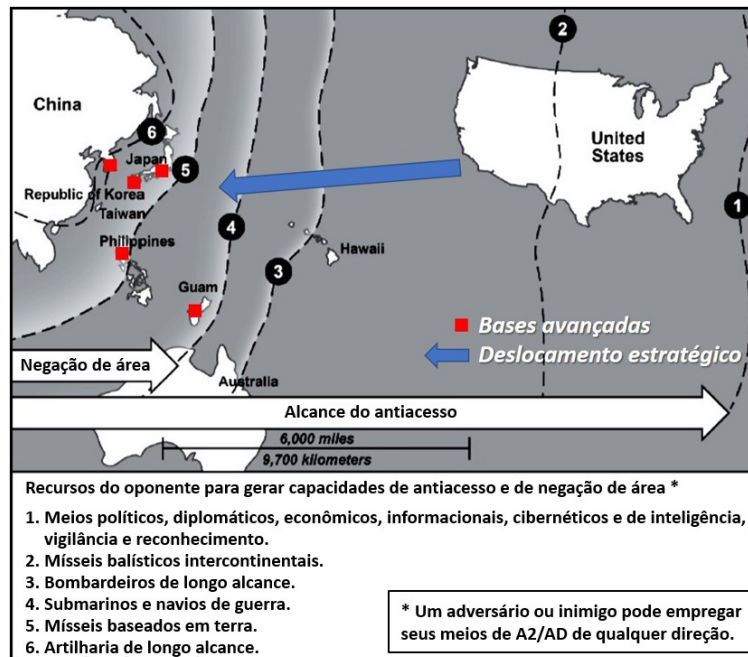 2
China
United
States
6
Japan
5
1
Republic of Korea
Taiwan
4
Philippines
Hawaii
3
Guam
Bases avançadas
Deslocamento estratégico
Negação de área
Australia
Alcance do antiacesso
6,000 miles
9,700 kilometers
Recursos do oponente para gerar capacidades de antiacesso e de negação de área *
1. Meios políticos, diplomáticos, econômicos, informacionais, cibernéticos e de inteligência,
vigilância e reconhecimento.
2. Mísseis balísticos intercontinentais.
3. Bombardeiros de longo alcance.
4. Submarinos e navios de guerra.
5. Mísseis baseados em terra.
6. Artilharia de longo alcance.
* Um adversário ou inimigo pode empregar
seus meios de A2/AD de qualquer direção.